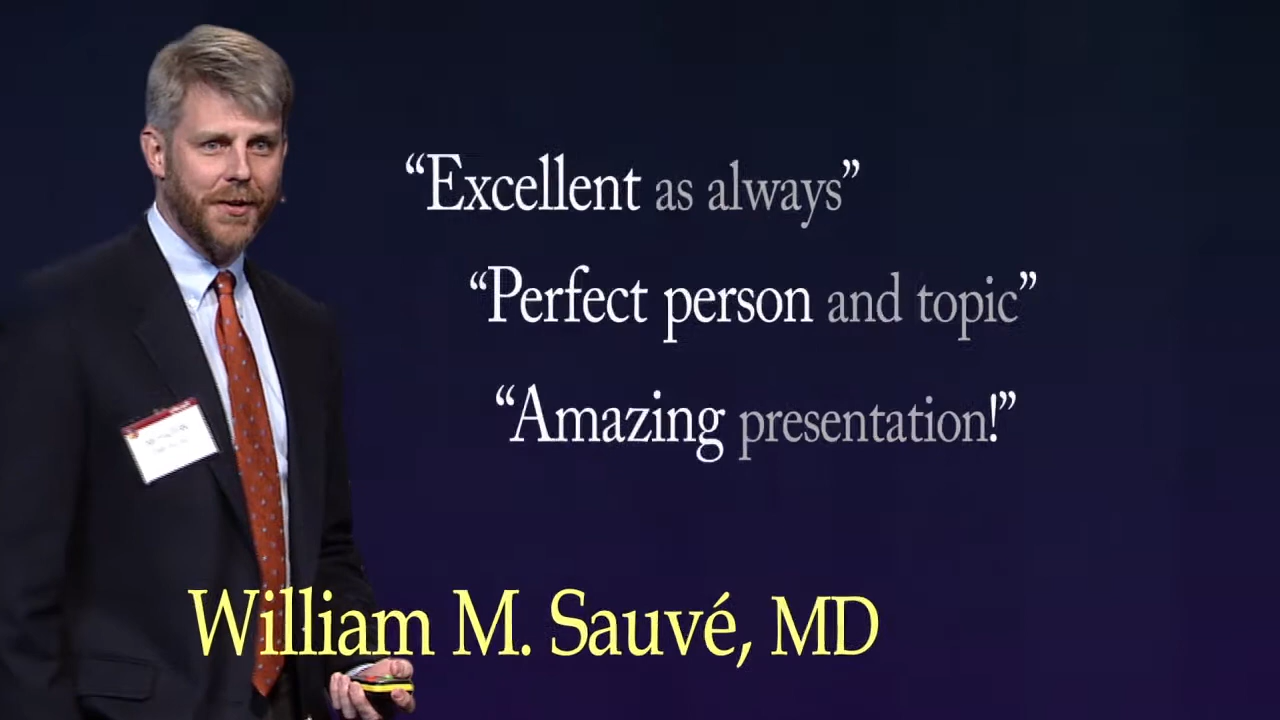 “Excellent as always”
“Perfect person and topic”
“Amazing presentation!”
William M. Sauvé, MD